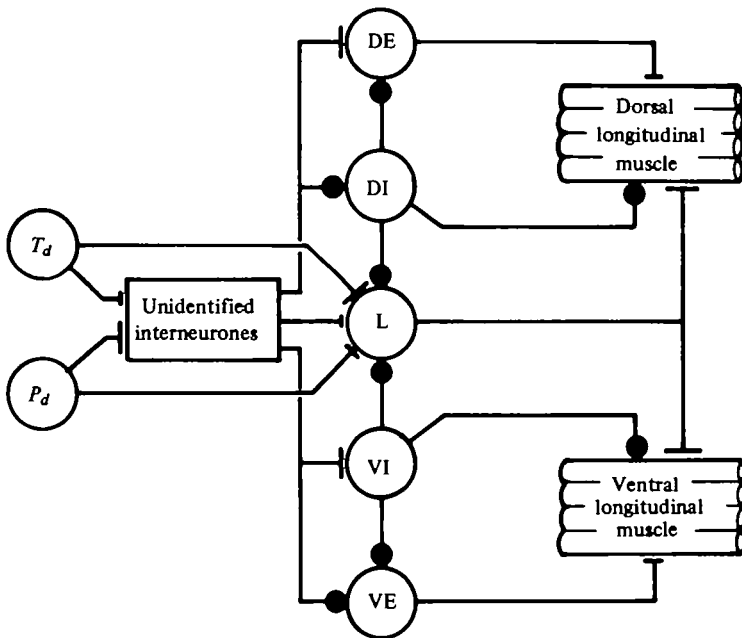 DE
Dorsal
longitudinal
muscle
DI
T_d
Unidentified
interneurones
L
P_d
VI
Ventral
longitudinal
muscle
VE